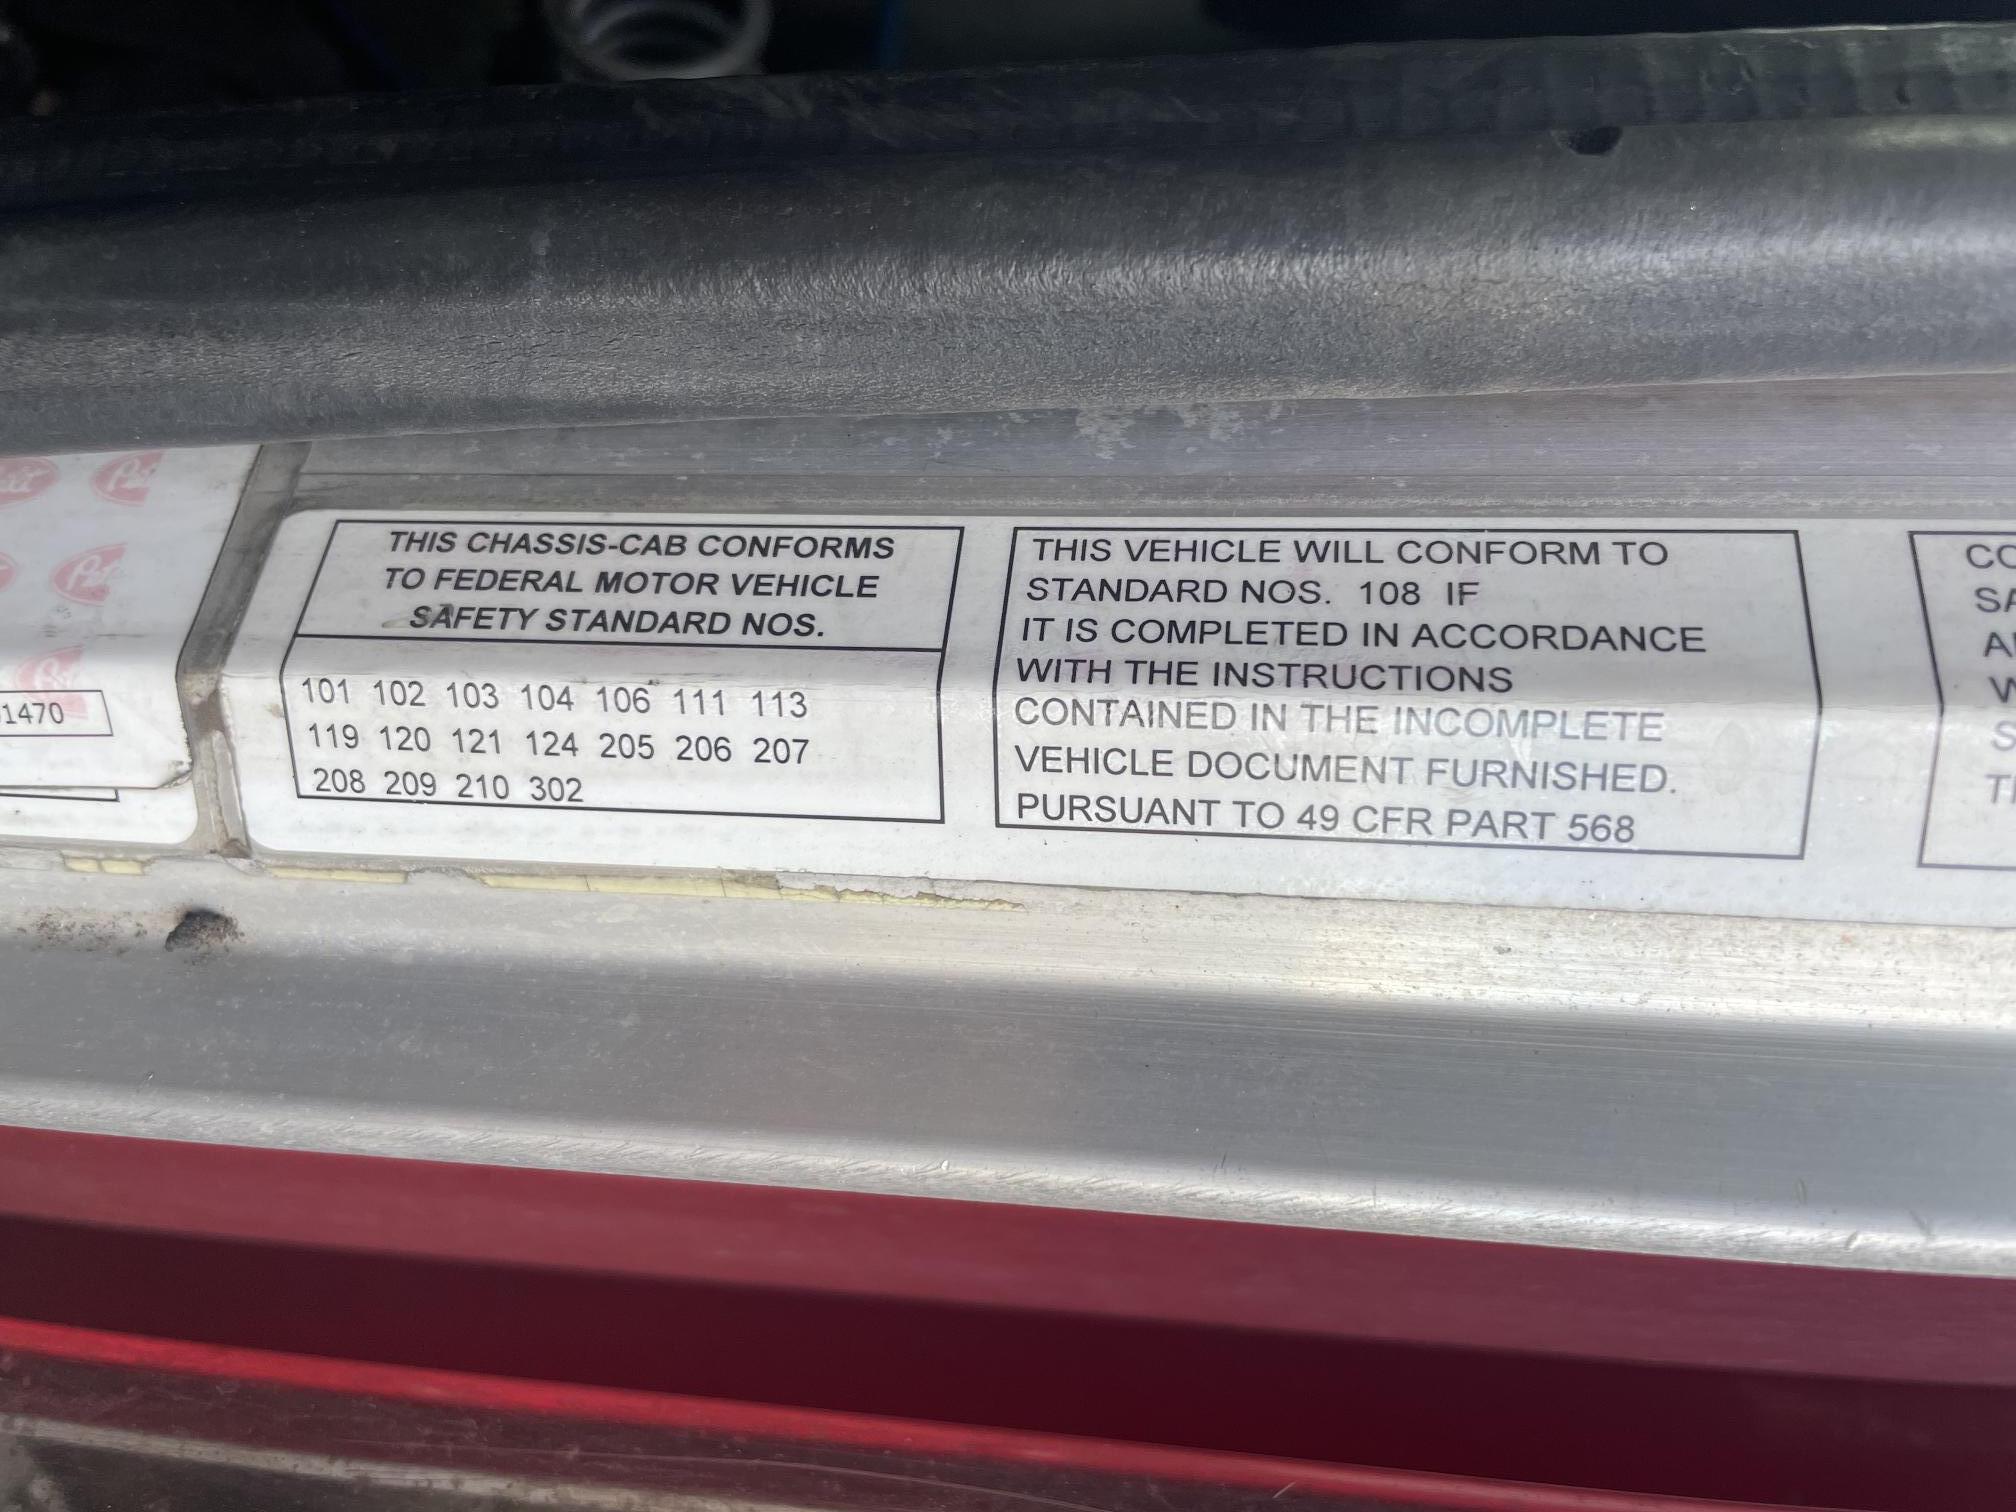 1470
THIS CHASSIS-CAB CONFORMS
TO FEDERAL MOTOR VEHICLE
SAFETY STANDARD NOS.
101 102 103 104 106 111 113
119 120 121 124 205 206 207
208 209 210 302
THIS VEHICLE WILL CONFORM TO
STANDARD NOS. 108 IF
IT IS COMPLETED IN ACCORDANCE
WITH THE INSTRUCTIONS
CONTAINED IN THE INCOMPLETE
VEHICLE DOCUMENT FURNISHED.
PURSUANT TO 49 CFR PART 568